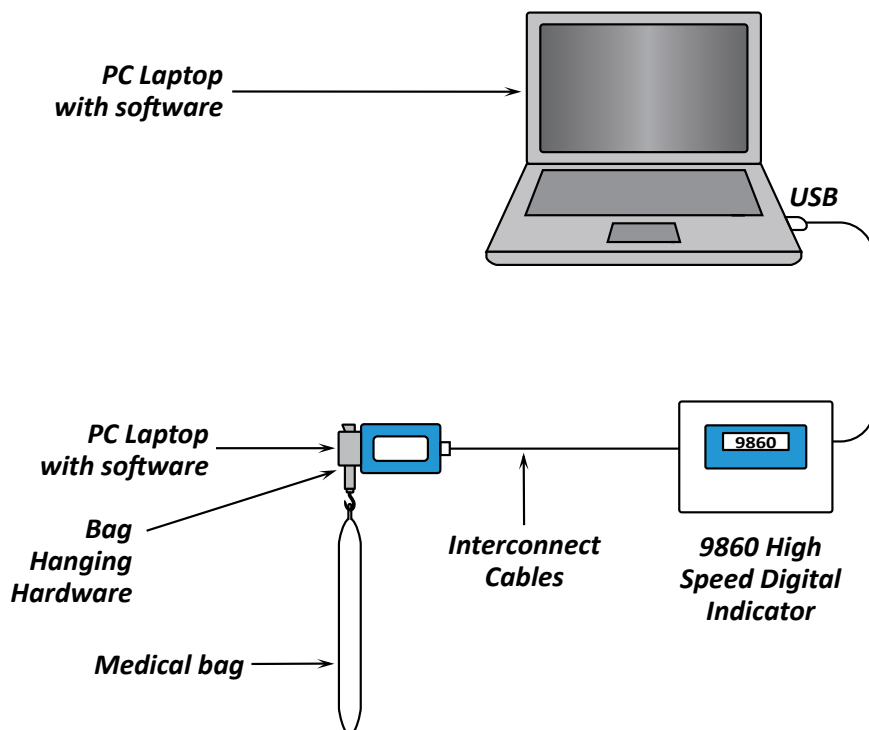 PC Laptop
with software
USB
PC Laptop
with software
9860
Bag
Hanging
Hardware
Interconnect
Cables
9860 High
Speed Digital
Indicator
Medical bag